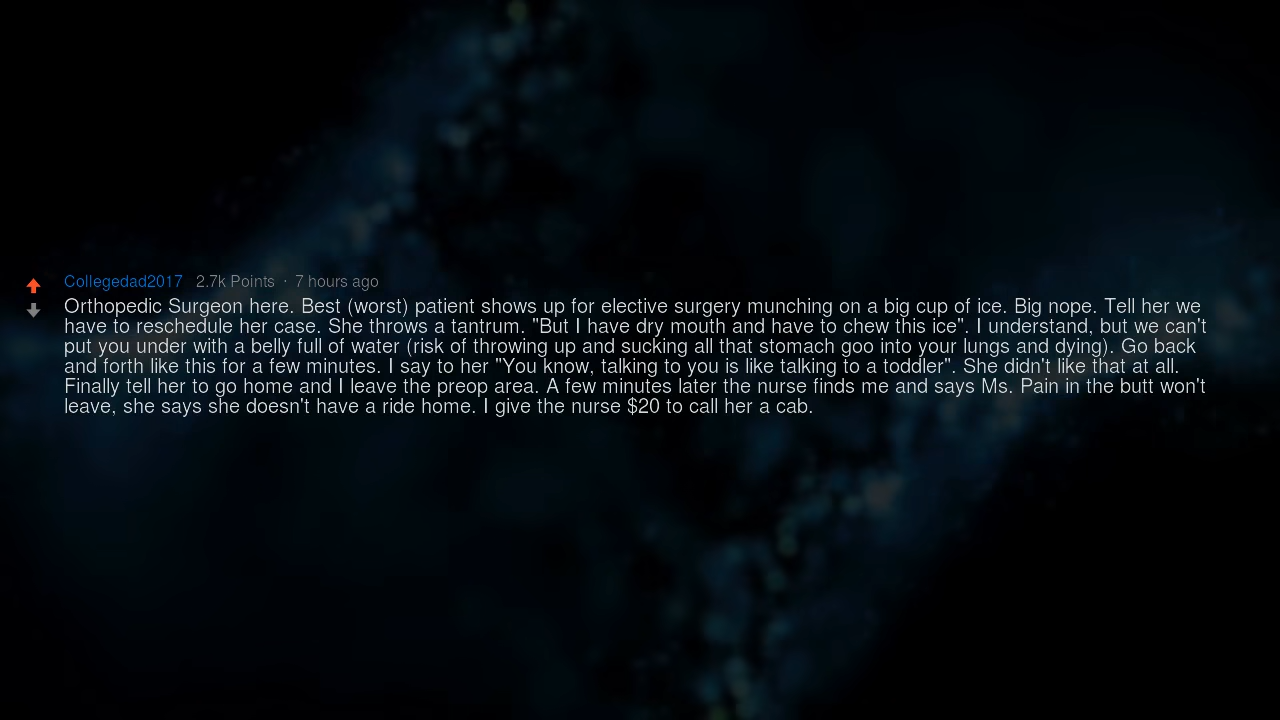 Collegedad2017 2.7k Points · 7 hours ago
Orthopedic Surgeon here. Best (worst) patient shows up for elective surgery munching on a big cup of ice. Big nope. Tell her we
have to reschedule her case. She throws a tantrum. "But I have dry mouth and have to chew this ice". I understand, but we can't
put you under with a belly full of water (risk of throwing up and sucking all that stomach goo into your lungs and dying). Go back
and forth like this for a few minutes. I say to her "You know, talking to you is like talking to a toddler". She didn't like that at all.
Finally tell her to go home and I leave the preop area. A few minutes later the nurse finds me and says Ms. Pain in the butt won't
leave, she says she doesn't have a ride home. I give the nurse $20 to call her a cab.